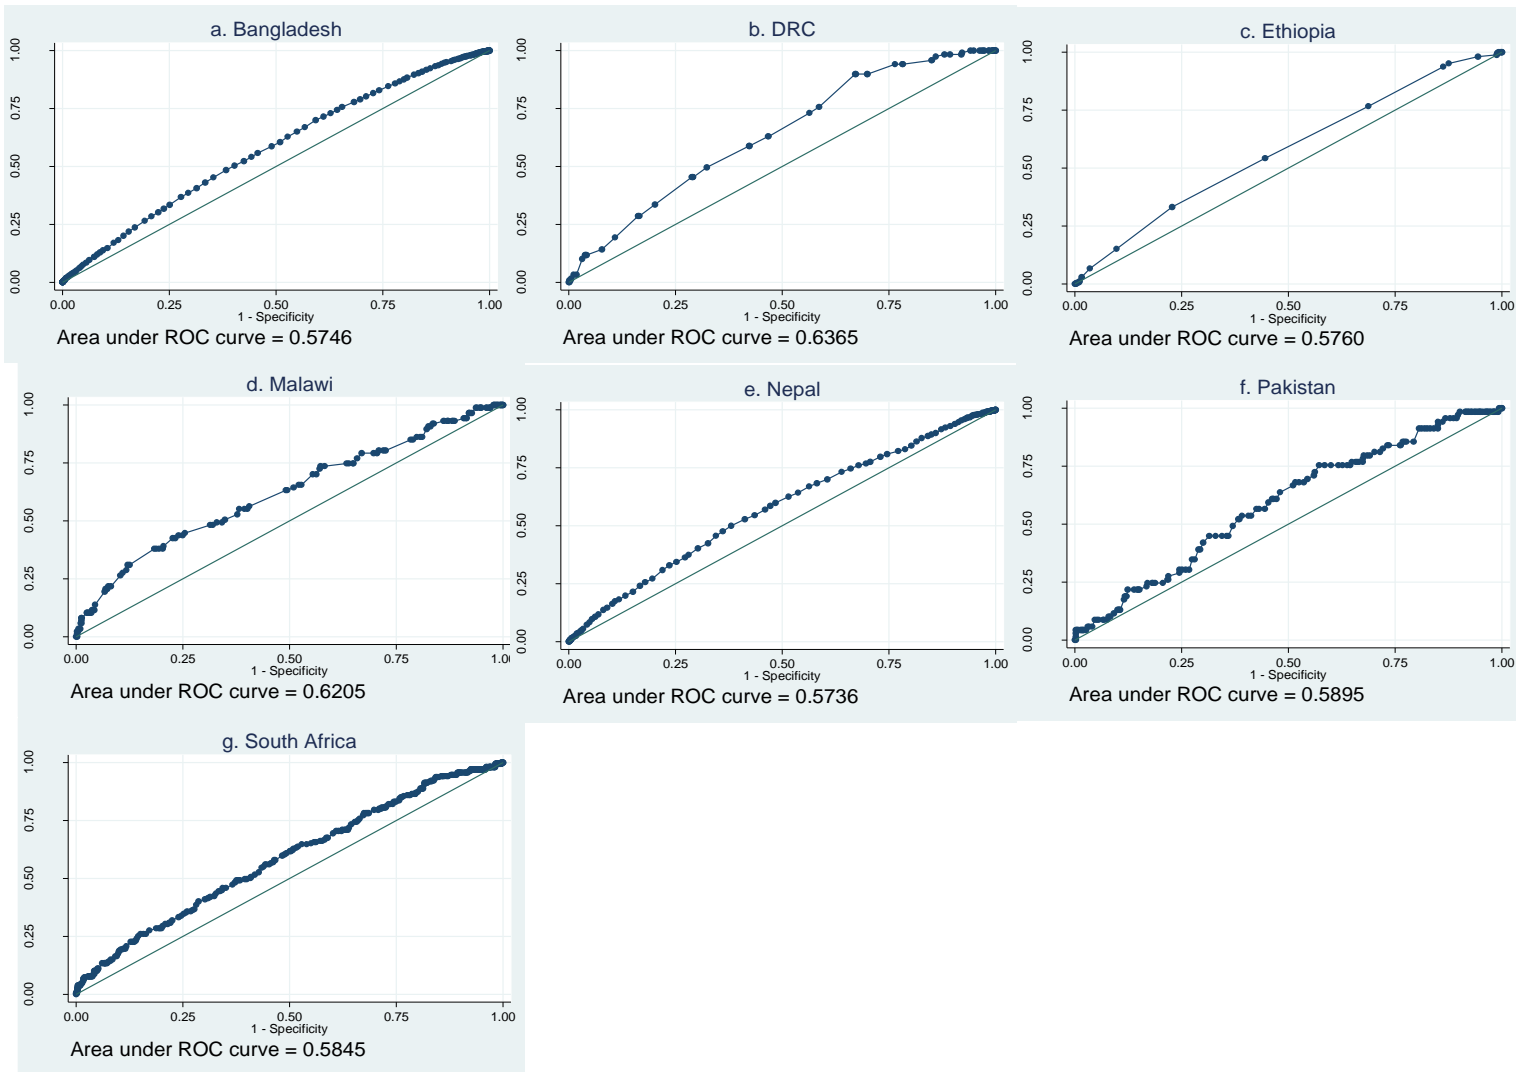 a. Bangladesh
1.00
0.75
0.50
0.25
0.00
0.00 0.25 0.50 0.75 1.00
1 - Specificity
Area under ROC curve = 0.5746
b. DRC
1.00
0.75
0.50
0.25
0.00
0.00 0.25 0.50 0.75 1.00
1 - Specificity
Area under ROC curve = 0.6365
c. Ethiopia
1.00
0.75
0.50
0.25
0.00
0.00 0.25 0.50 0.75 1.00
1 - Specificity
Area under ROC curve = 0.5760
d. Malawi
1.00
0.75
0.50
0.25
0.00
0.00 0.25 0.50 0.75 1.00
1 - Specificity
Area under ROC curve = 0.6205
e. Nepal
1.00
0.75
0.50
0.25
0.00
0.00 0.25 0.50 0.75 1.00
1 - Specificity
Area under ROC curve = 0.5736
f. Pakistan
1.00
0.75
0.50
0.25
0.00
0.00 0.25 0.50 0.75 1.00
1 - Specificity
Area under ROC curve = 0.5895
g. South Africa
1.00
0.75
0.50
0.25
0.00
0.00 0.25 0.50 0.75 1.00
1 - Specificity
Area under ROC curve = 0.5845